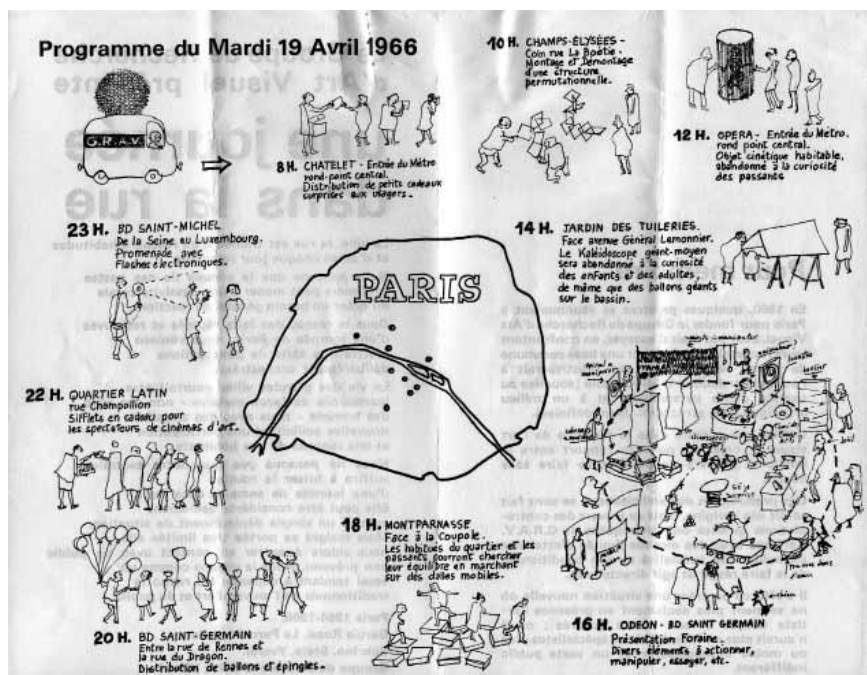 Programme du Mardi 19 Avril 1966
G.R.A.V.
8H. CHATELET - Entrée du Métro
rond-point central.
Distribution de petits cadeaux
surprises aux usagers.
10 H. CHAMPS-ÉLYSÉES -
Coin rue La Boëtie.
Montage et Démontage
d'une structure
permutationnelle.
12 H. OPERA - Entrée du Métro.
rond point central.
Objet cinétique habitable,
abandonné à la curiosité
des passants
14 H. JARDIN DES TUILERIES.
Face avenue Général Lemonnier.
Le Kaléidoscope géant-moyen
sera abandonné à la curiosité
des enfants et des adultes,
de même que des ballons géants
sur le bassin.
16 H. ODEON - BD SAINT GERMAIN
Présentation Foraine.
Divers éléments à actionner,
manipuler, essayer, etc.
18 H. MONTPARNASSE
Face à la Coupole.
Les habitués du quartier et les
passants pourront chercher
leur équilibre en marchant
sur des dalles mobiles.
20 H. BD SAINT-GERMAIN
Entre la rue de Rennes et
la rue du Dragon.
Distribution de ballons et épingles.
22 H. QUARTIER LATIN
rue Champollion
Sifflets en cadeau pour
les spectateurs de cinémas d'art.
23 H. BD SAINT-MICHEL
De la Seine au Luxembourg.
Promenade avec
Flashes électroniques.
PARIS